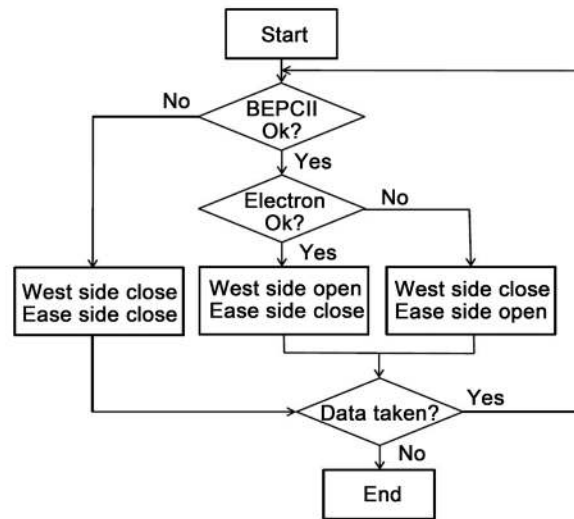 Start
No
BEPCII
Ok?
Yes
Electron
Ok?
No
Yes
West side close
Ease side close
West side open
Ease side close
West side close
Ease side open
Data taken?
Yes
No
End